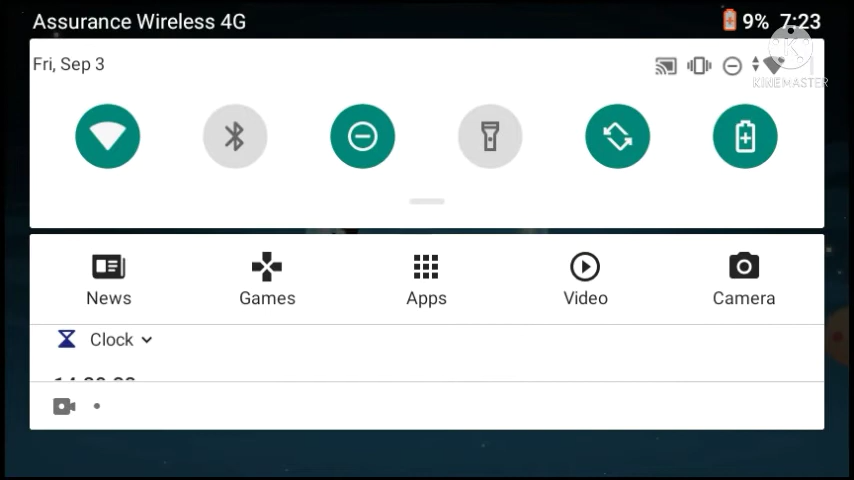 Assurance Wireless 4G
9% 7:23
Fri, Sep 3
KINEMASTER
News
Games
Apps
Video
Camera
Clock